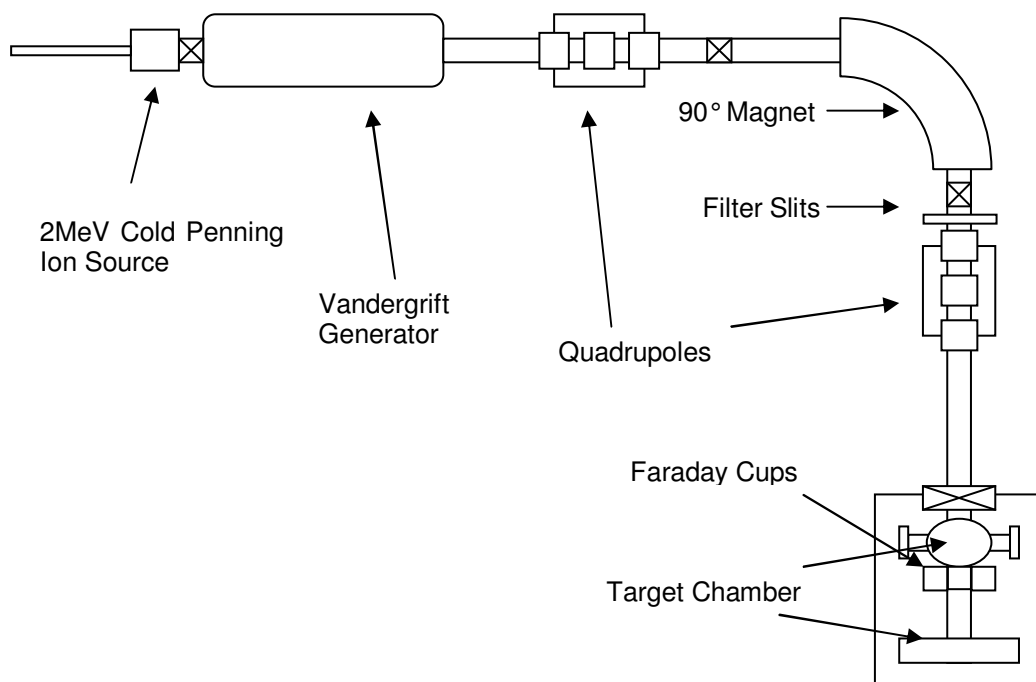 90° Magnet
Filter Slits
2MeV Cold Penning
Ion Source
Vandergrift
Generator
Quadrupoles
Faraday Cups
Target Chamber